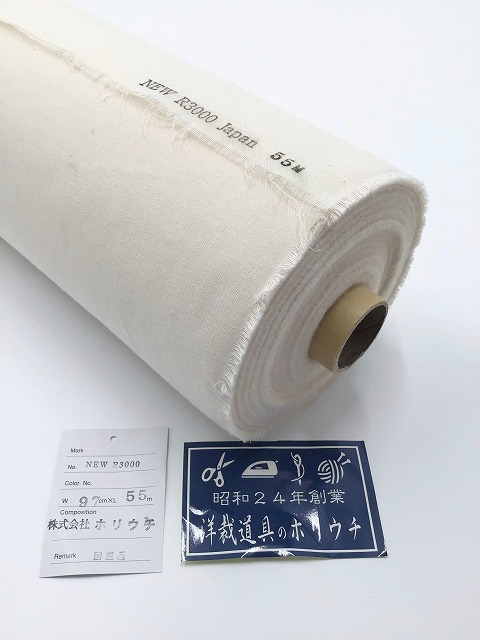 NEW R3000 Japan 55M
Mark
No. NEW R3000
Color No.
W 97cm×L 55m
Composition
株式会社 ホリウチ
Remark 国産品
昭和24年創業
洋裁道具のホリウチ